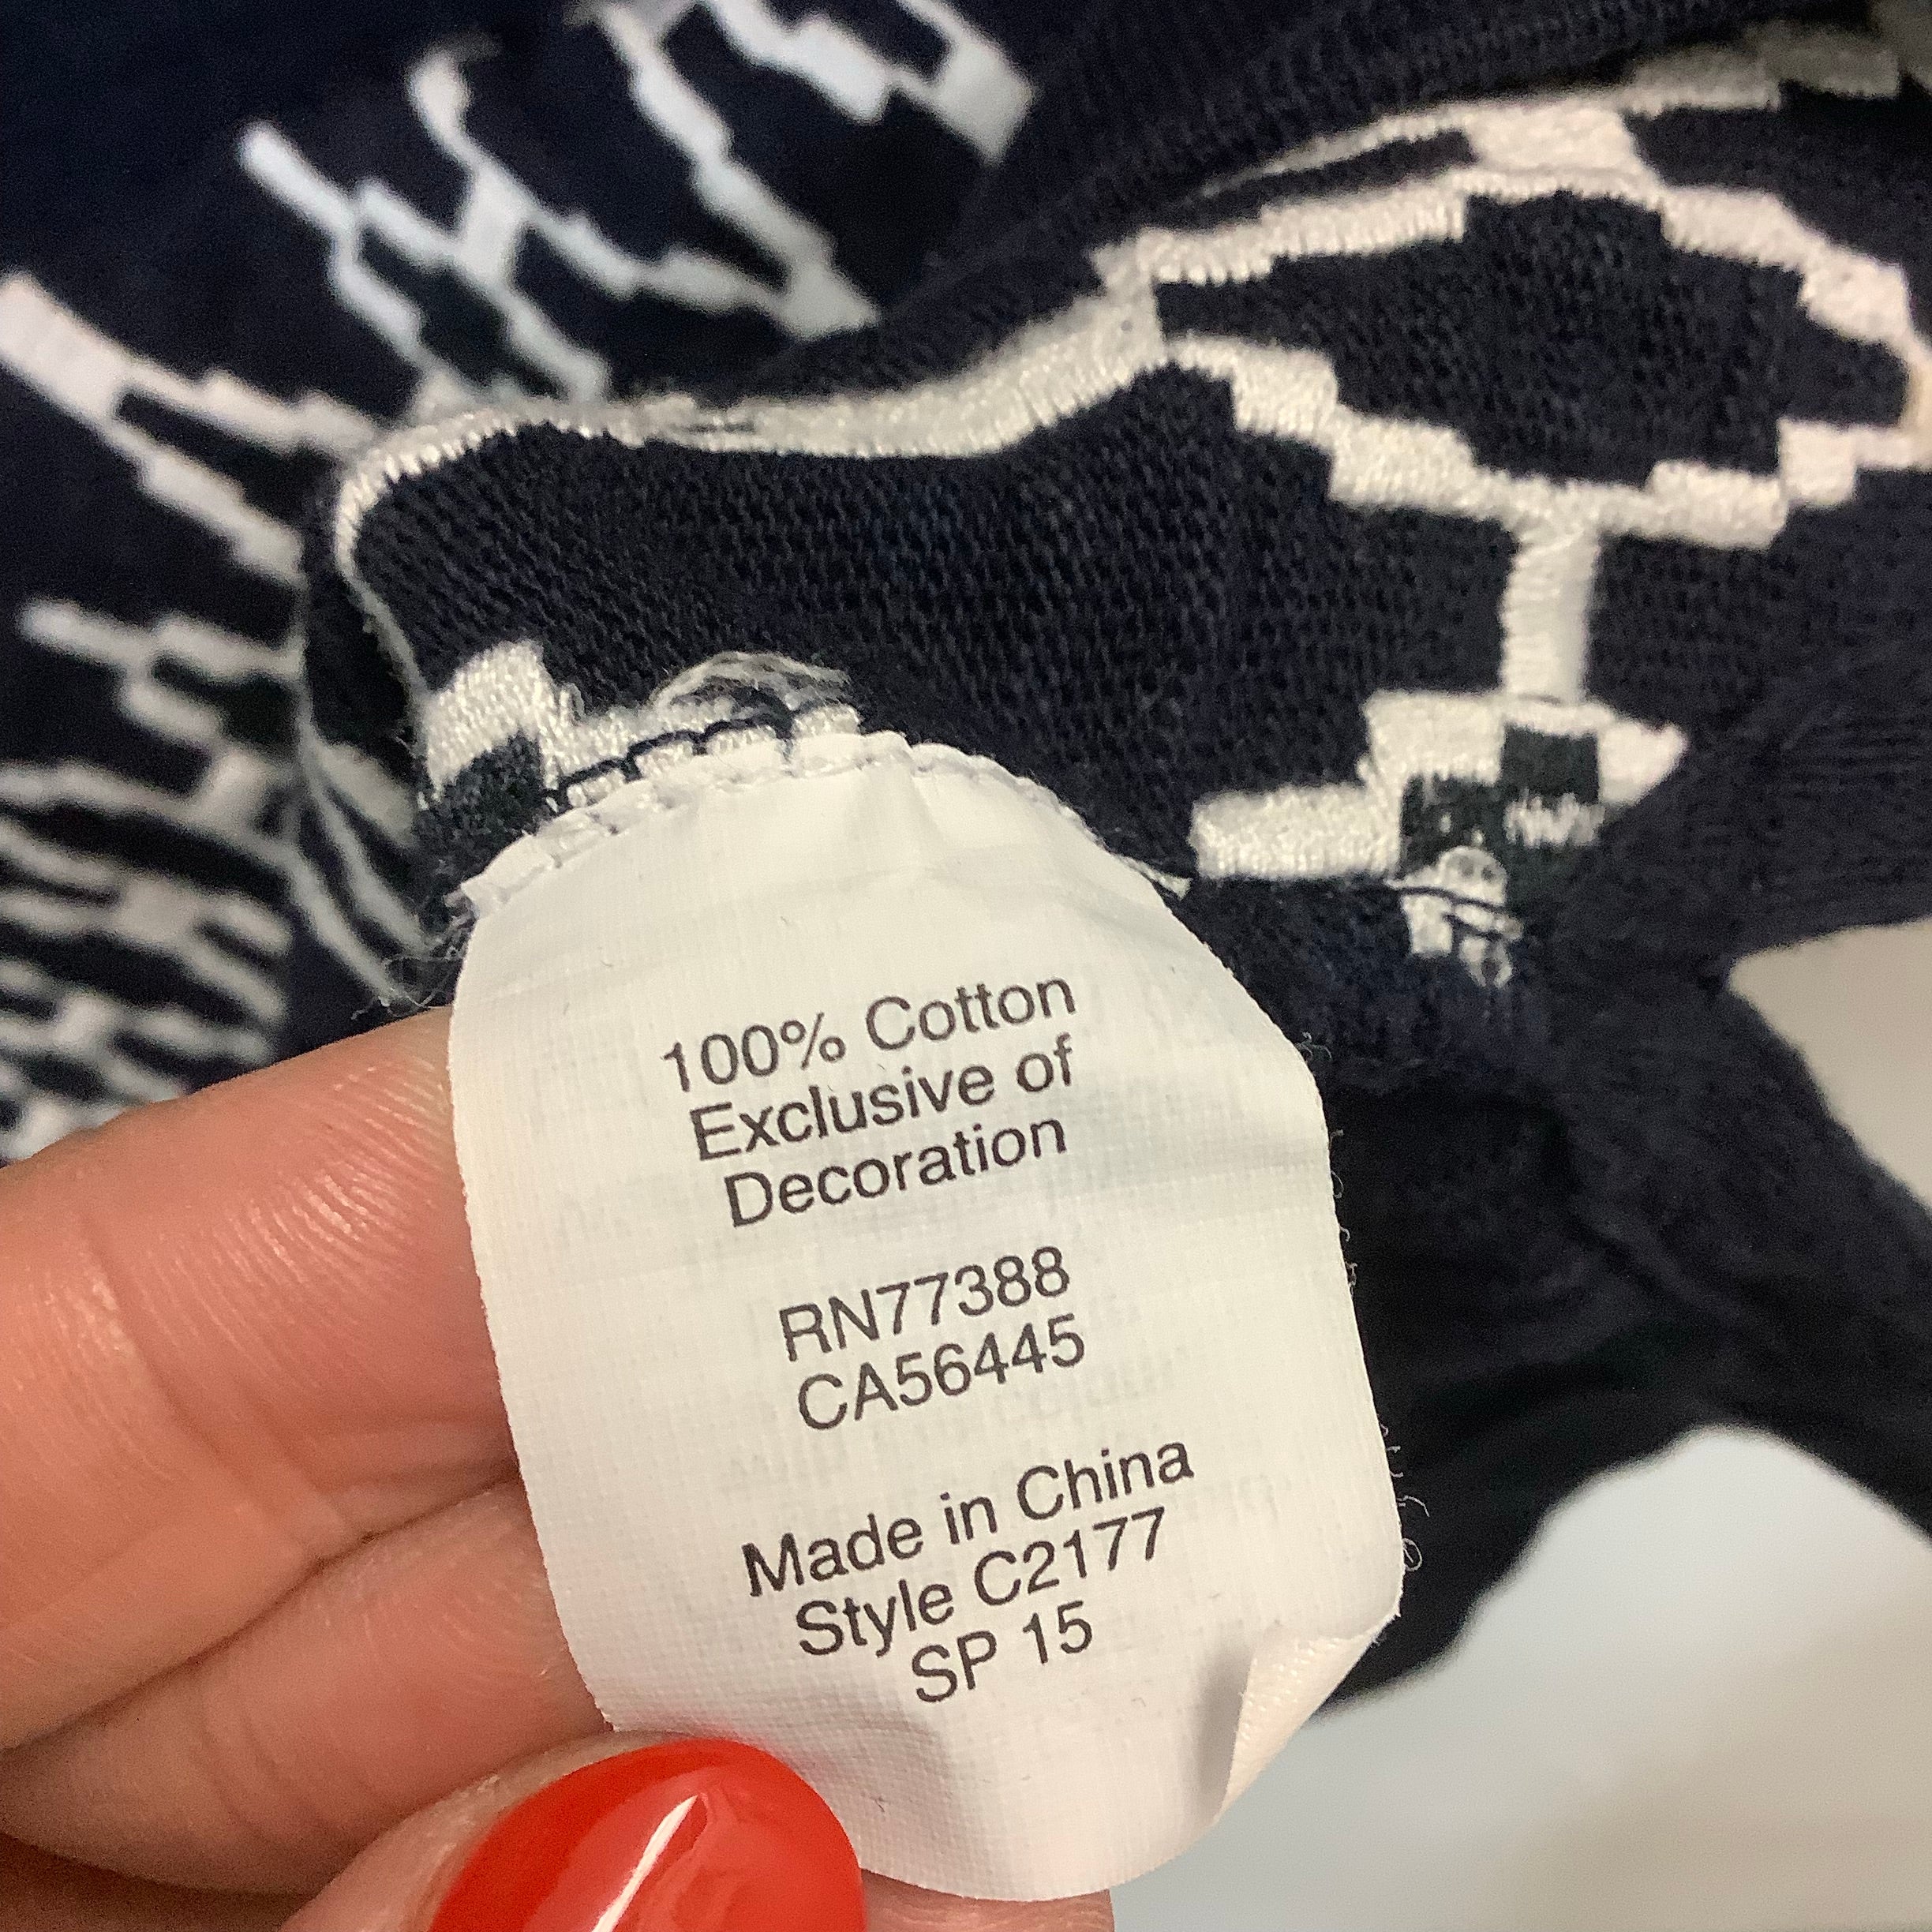 100% Cotton
Exclusive of
Decoration
RN77388
CA56445
Made in China
Style C2177
SP 15